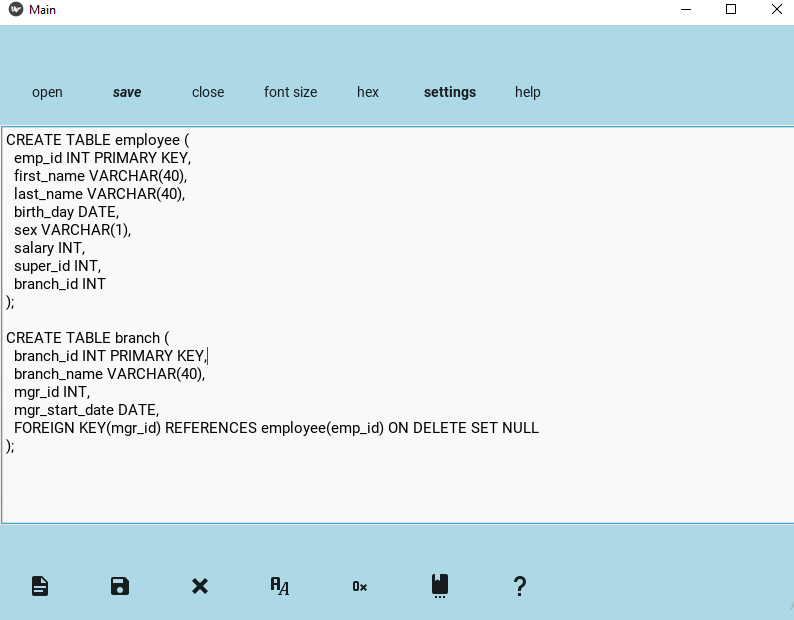 Main
open save close font size hex settings help
CREATE TABLE employee (
  emp_id INT PRIMARY KEY,
  first_name VARCHAR(40),
  last_name VARCHAR(40),
  birth_day DATE,
  sex VARCHAR(1),
  salary INT,
  super_id INT,
  branch_id INT
);

CREATE TABLE branch (
  branch_id INT PRIMARY KEY,
  branch_name VARCHAR(40),
  mgr_id INT,
  mgr_start_date DATE,
  FOREIGN KEY(mgr_id) REFERENCES employee(emp_id) ON DELETE SET NULL
);
AA 0x ?